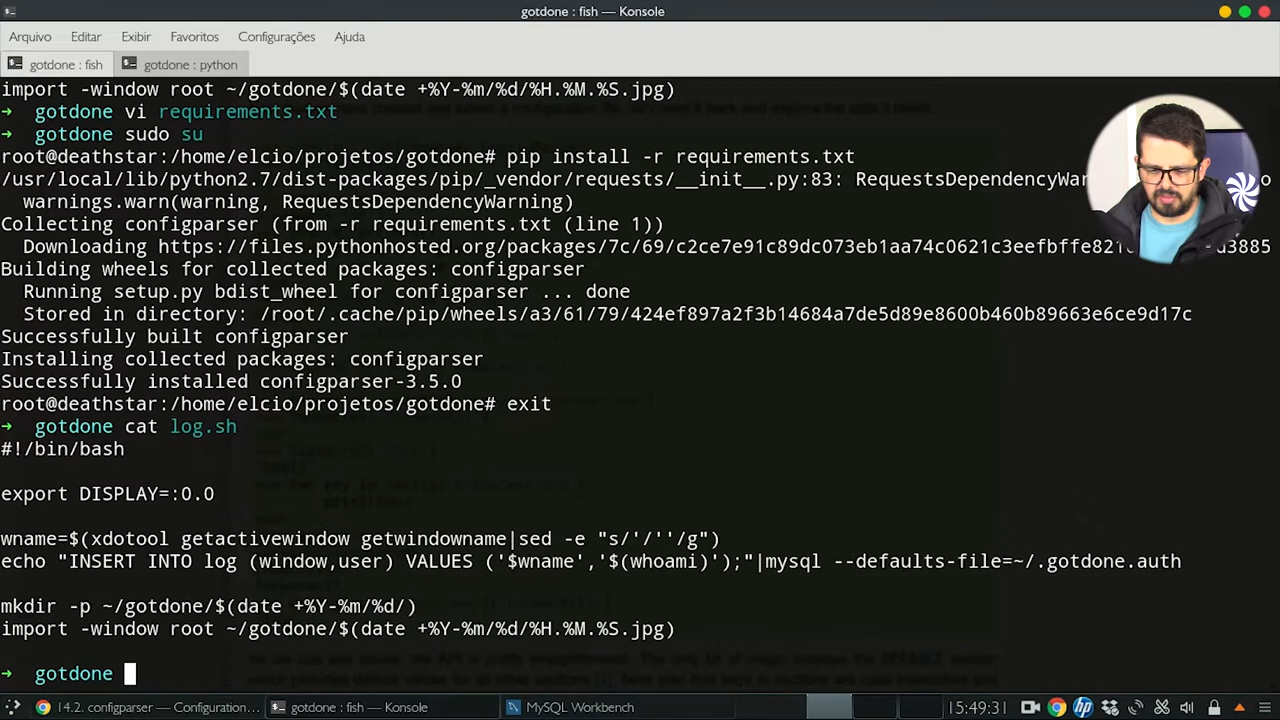 gotdone : fish — Konsole
Arquivo Editar Exibir Favoritos Configurações Ajuda
gotdone : fish gotdone : python
import -window root ~/gotdone/$(date +%Y-%m/%d/%H.%M.%S.jpg)
➜ gotdone vi requirements.txt
➜ gotdone sudo su
root@deathstar:/home/elcio/projetos/gotdone# pip install -r requirements.txt
/usr/local/lib/python2.7/dist-packages/pip/_vendor/requests/__init__.py:83: RequestsDependencyWar
warnings.warn(warning, RequestsDependencyWarning)
Collecting configparser (from -r requirements.txt (line 1))
Downloading https://files.pythonhosted.org/packages/7c/69/c2ce7e91c89dc073eb1aa74c0621c3eefbffe821 d3885
Building wheels for collected packages: configparser
Running setup.py bdist_wheel for configparser ... done
Stored in directory: /root/.cache/pip/wheels/a3/61/79/424ef897a2f3b14684a7de5d89e8600b460b89663e6ce9d17c
Successfully built configparser
Installing collected packages: configparser
Successfully installed configparser-3.5.0
root@deathstar:/home/elcio/projetos/gotdone# exit
➜ gotdone cat log.sh
#!/bin/bash
export DISPLAY=:0.0
wname=$(xdotool getactivewindow getwindowname|sed -e "s/'/''/g")
echo "INSERT INTO log (window,user) VALUES ('$wname','$(whoami)');"|mysql --defaults-file=~/.gotdone.auth
mkdir -p ~/gotdone/$(date +%Y-%m/%d/)
import -window root ~/gotdone/$(date +%Y-%m/%d/%H.%M.%S.jpg)
➜ gotdone
14.2. configparser — Configuration... gotdone : fish — Konsole MySQL Workbench 15:49:31